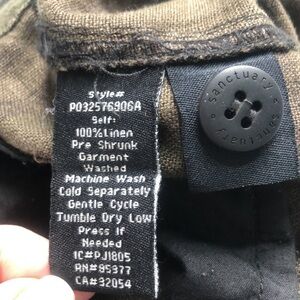 Style#
P032576906A
Self:
100%Linen
Pre Shrunk
Garment
Washed
Machine Wash
Cold Separately
Gentle Cycle
Tumble Dry Low
Press If
Needed
IC#PJ1805
RN#85377
CA#32054
Sanctuary
Sanctuary